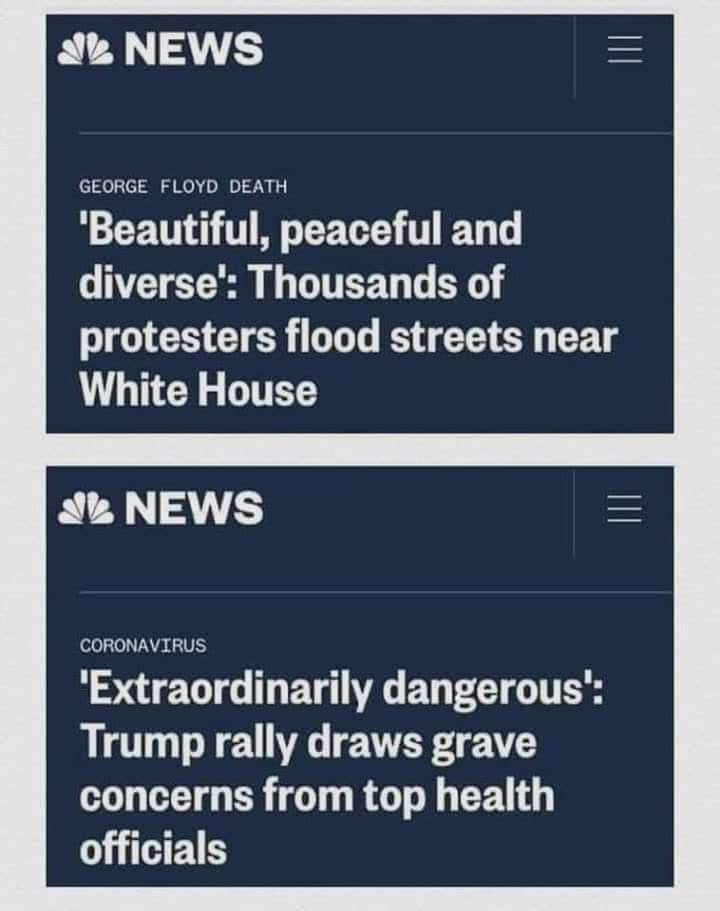 NEWS
GEORGE FLOYD DEATH
'Beautiful, peaceful and
diverse': Thousands of
protesters flood streets near
White House
NEWS
CORONAVIRUS
'Extraordinarily dangerous':
Trump rally draws grave
concerns from top health
officials